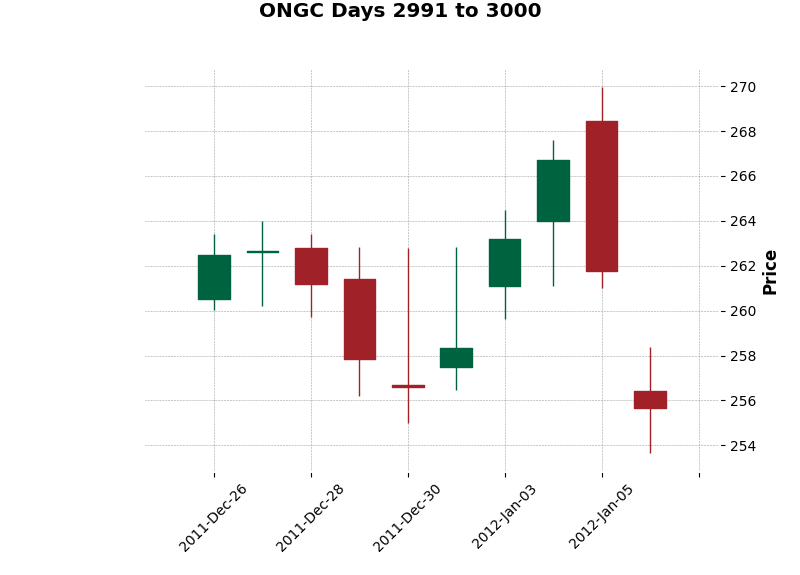 ONGC Days 2991 to 3000
270
268
266
264
262
260
258
256
254
Price
2011-Dec-26
2011-Dec-28
2011-Dec-30
2012-Jan-03
2012-Jan-05